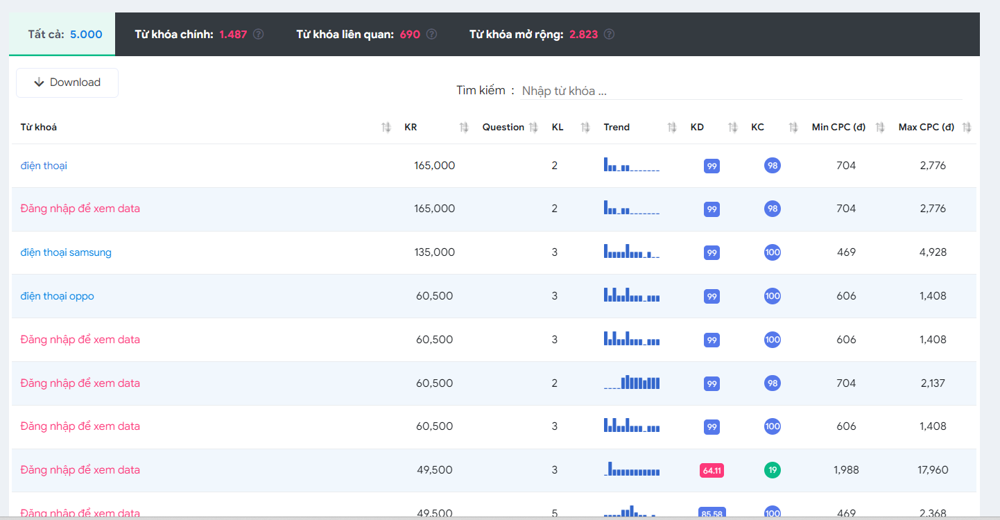 Tất cả: 5.000 Từ khóa chính: 1.487 Từ khóa liên quan: 690 Từ khóa mở rộng: 2.823
Download
Tìm kiếm : Nhập từ khóa ...
Từ khoá KR Question KL Trend KD KC Min CPC (đ) Max CPC (đ)
điện thoại 165,000 2 99 98 704 2,776
Đăng nhập để xem data 165,000 2 99 98 704 2,776
điện thoại samsung 135,000 3 99 100 469 4,928
điện thoại oppo 60,500 3 99 100 606 1,408
Đăng nhập để xem data 60,500 3 99 100 606 1,408
Đăng nhập để xem data 60,500 2 99 98 704 2,137
Đăng nhập để xem data 60,500 3 99 100 606 1,408
Đăng nhập để xem data 49,500 3 64.11 19 1,988 17,960
Đăng nhập để xem data 49,500 5 85.58 100 469 2,368